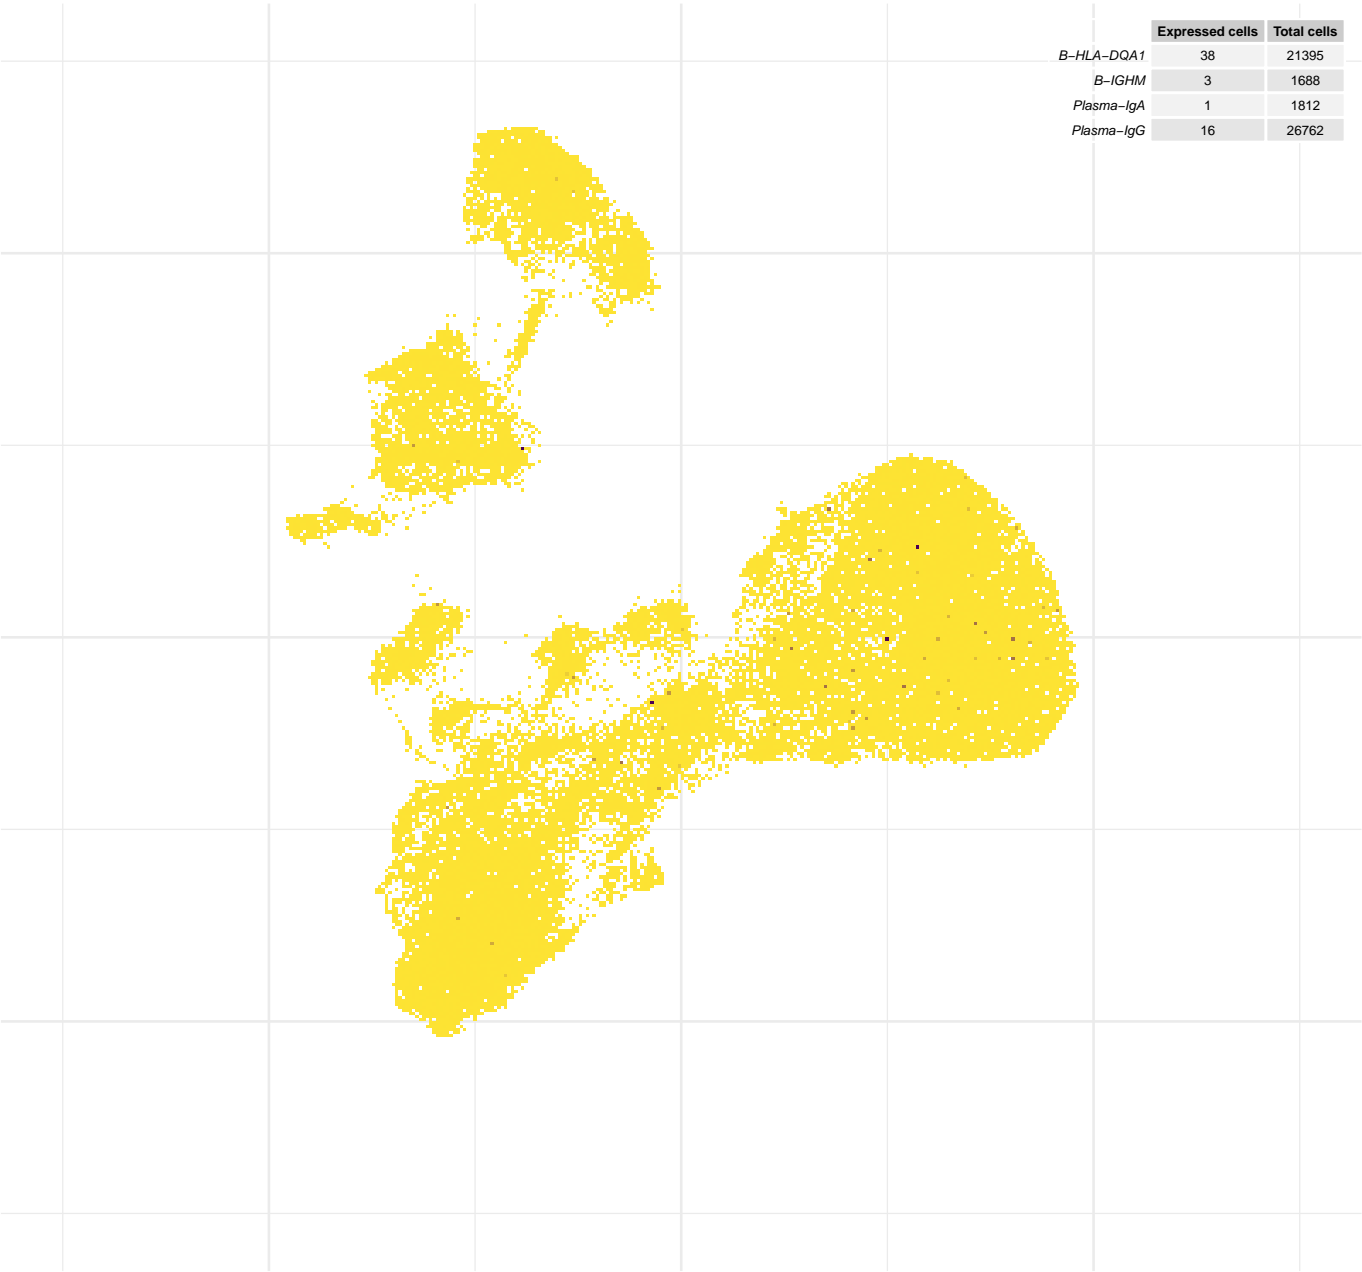 Expressed cells Total cells
B−HLA−DQA1 38 21395
B−IGHM 3 1688
Plasma−IgA 1 1812
Plasma−IgG 16 26762